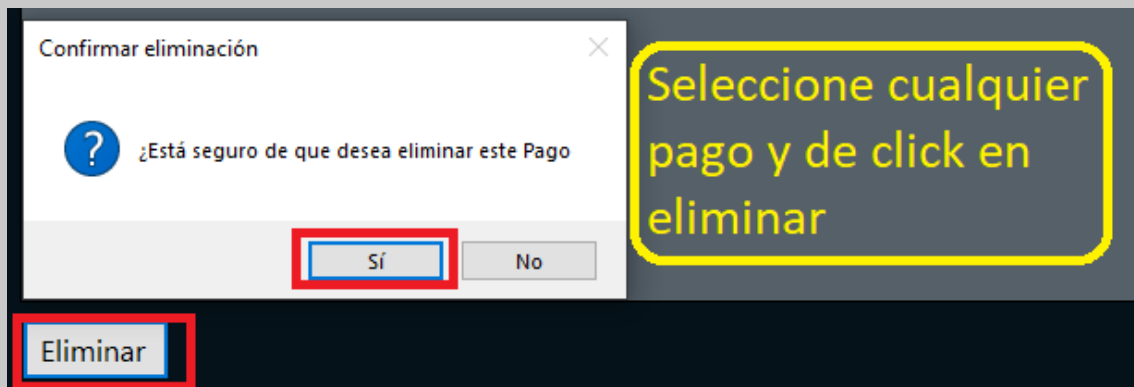 Confirmar eliminación
¿Está seguro de que desea eliminar este Pago
Sí
No
Seleccione cualquier
pago y de click en
eliminar
Eliminar